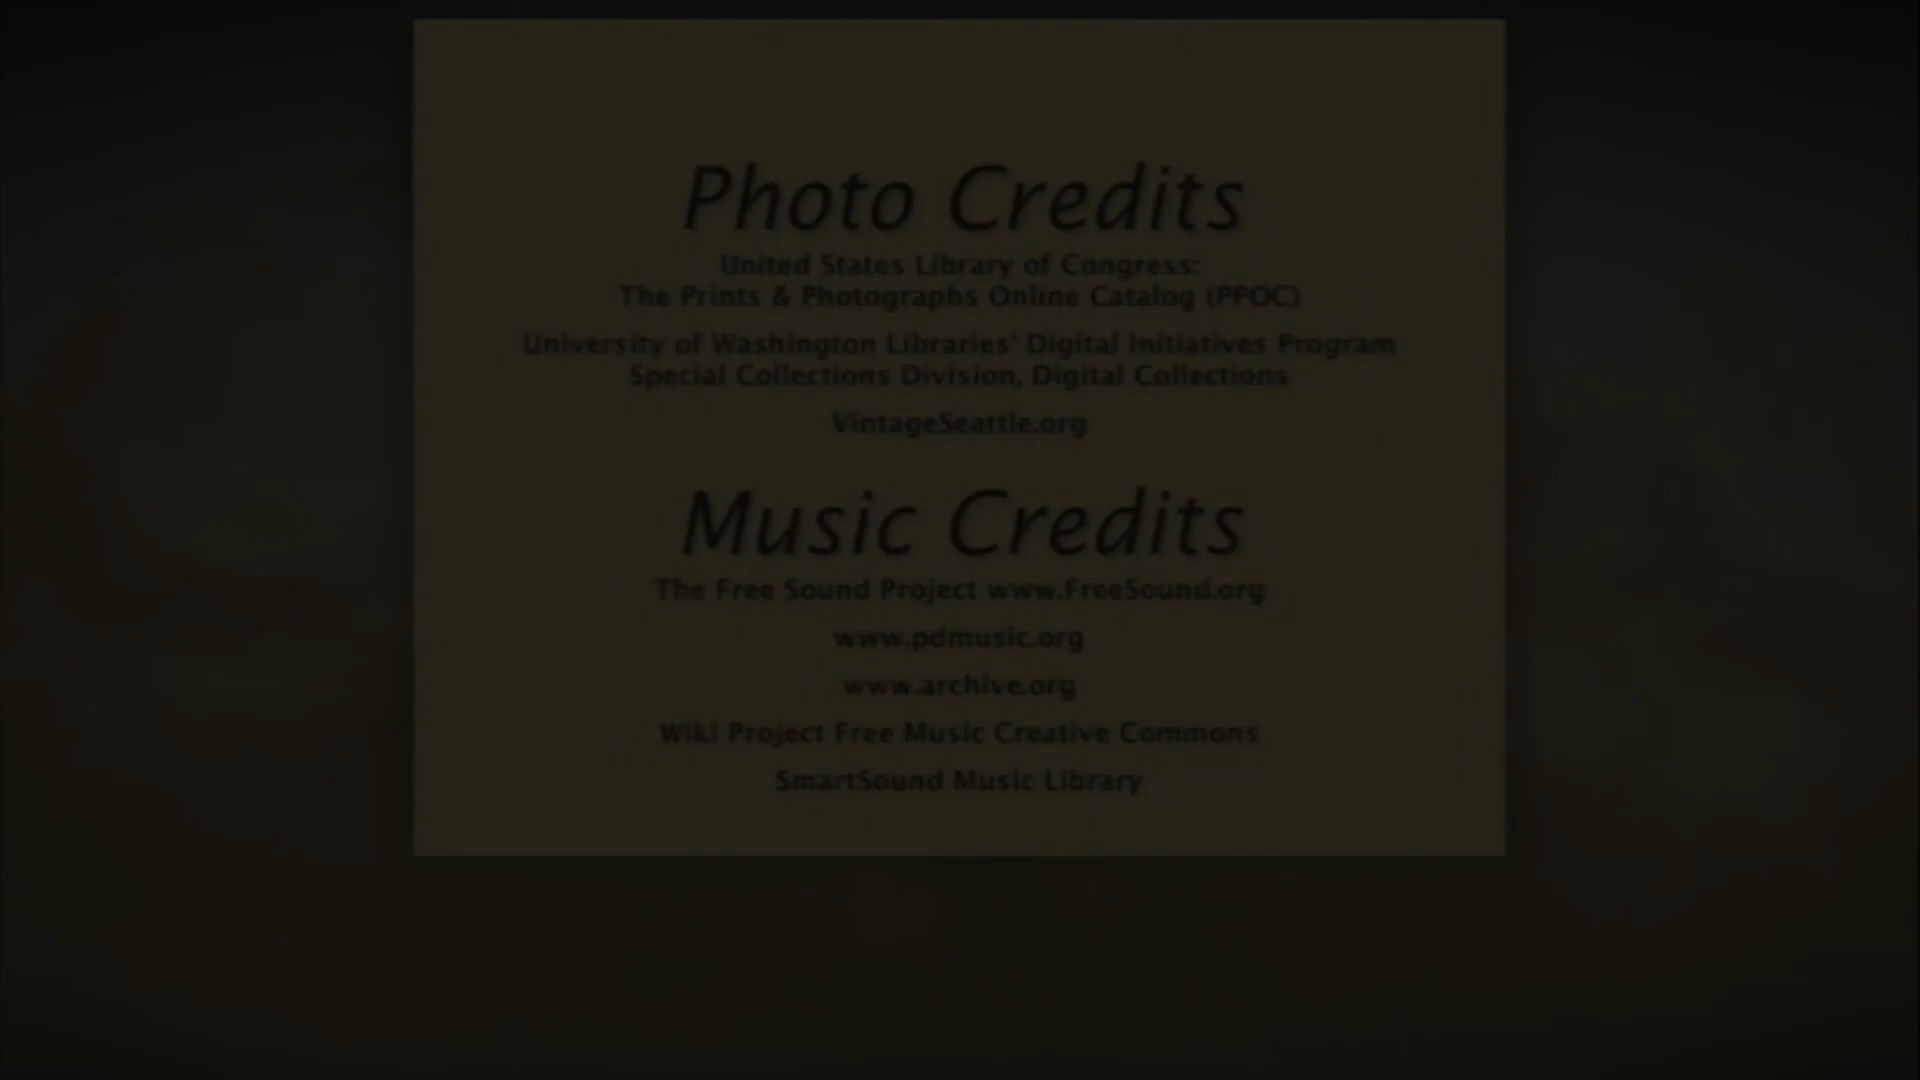 Photo Credits
United States Library of Congress:
The Prints & Photographs Online Catalog (PPOC)
University of Washington Libraries' Digital Initiatives Program
Special Collections Division, Digital Collections
VintageSeattle.org
Music Credits
The Free Sound Project www.FreeSound.org
www.pdmusic.org
www.archive.org
Wiki Project Free Music Creative Commons
SmartSound Music Library